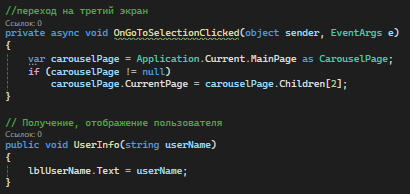 //переход на третий экран
Ссылок: 0
private async void OnGoToSelectionClicked(object sender, EventArgs e)
{
var carouselPage = Application.Current.MainPage as CarouselPage;
if (carouselPage != null)
carouselPage.CurrentPage = carouselPage.Children[2];
}
// Получение, отображение пользователя
Ссылок: 0
public void UserInfo(string userName)
{
lblUserName.Text = userName;
}